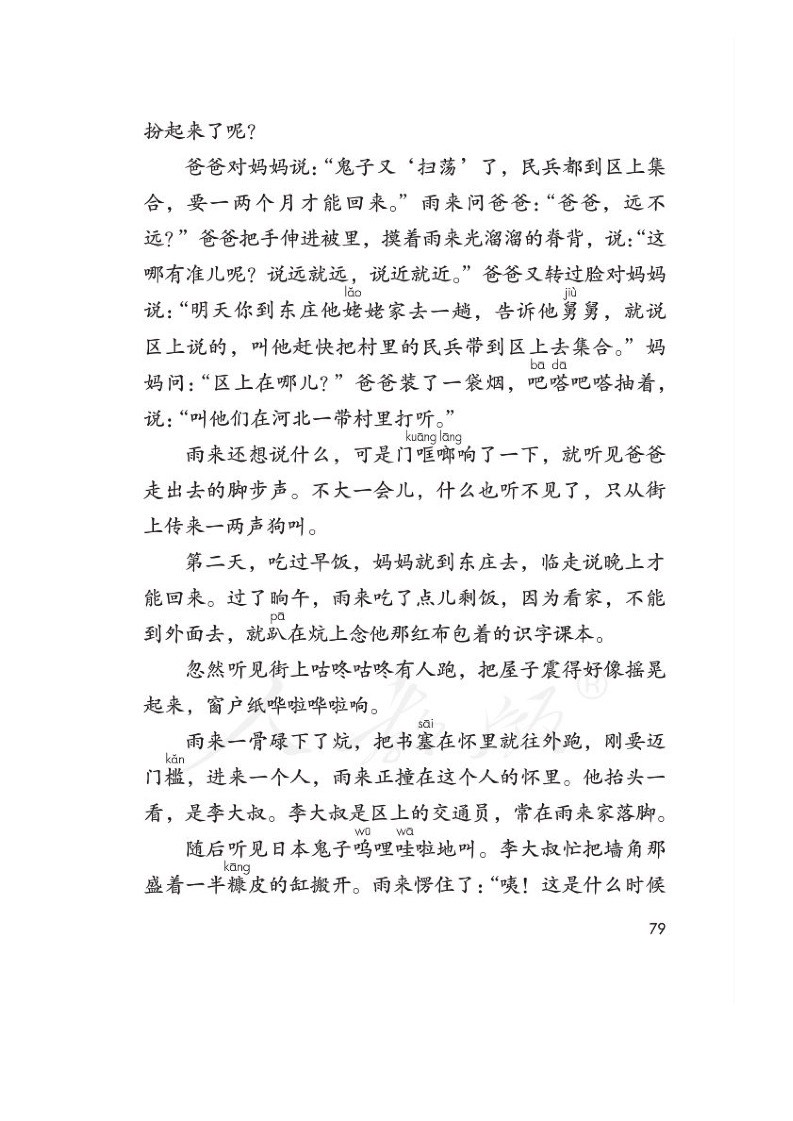 扮起来了呢？
爸爸对妈妈说：“鬼子又‘扫荡’了，民兵都到区上集
合，要一两个月才能回来。”雨来问爸爸：“爸爸，远不
远？”爸爸把手伸进被里，摸着雨来光溜溜的脊背，说：“这
哪有准儿呢？说远就远，说近就近。”爸爸又转过脸对妈妈
lǎo jiù
说：“明天你到东庄他姥姥家去一趟，告诉他舅舅，就说
区上说的，叫他赶快把村里的民兵带到区上去集合。”妈
bā dā
妈问：“区上在哪儿？”爸爸装了一袋烟，吧嗒吧嗒抽着，
说：“叫他们在河北一带村里打听。”
kuāng lāng
雨来还想说什么，可是门哐啷响了一下，就听见爸爸
走出去的脚步声。不大一会儿，什么也听不见了，只从街
上传来一两声狗叫。
第二天，吃过早饭，妈妈就到东庄去，临走说晚上才
能回来。过了晌午，雨来吃了点儿剩饭，因为看家，不能
pā
到外面去，就趴在炕上念他那红布包着的识字课本。
忽然听见街上咕咚咕咚有人跑，把屋子震得好像摇晃
起来，窗户纸哗啦哗啦响。
sāi
雨来一骨碌下了炕，把书塞在怀里就往外跑，刚要迈
kǎn
门槛，进来一个人，雨来正撞在这个人的怀里。他抬头一
看，是李大叔。李大叔是区上的交通员，常在雨来家落脚。
wū wā
随后听见日本鬼子呜哩哇啦地叫。李大叔忙把墙角那
kāng
盛着一半糠皮的缸搬开。雨来愣住了：“咦！这是什么时候
79